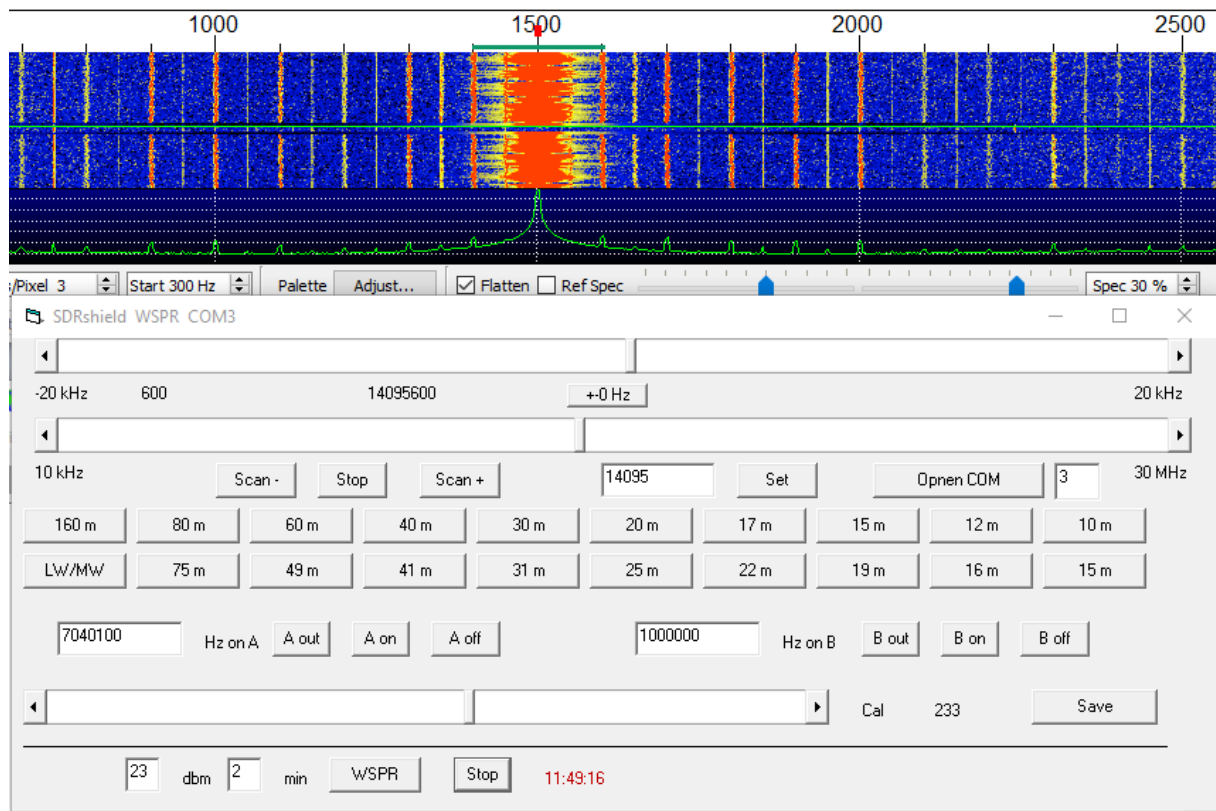 1000 1500 2000 2500
/Pixel 3 Start 300 Hz Palette Adjust... Flatten Ref Spec Spec 30 %
SDRshield WSPR COM3
-20 kHz 600 14095600 +-0 Hz 20 kHz
10 kHz Scan - Stop Scan + 14095 Set Opnen COM 3 30 MHz
160 m 80 m 60 m 40 m 30 m 20 m 17 m 15 m 12 m 10 m
LW/MW 75 m 49 m 41 m 31 m 25 m 22 m 19 m 16 m 15 m
7040100 Hz on A A out A on A off 1000000 Hz on B B out B on B off
Cal 233 Save
23 dbm 2 min WSPR Stop 11:49:16